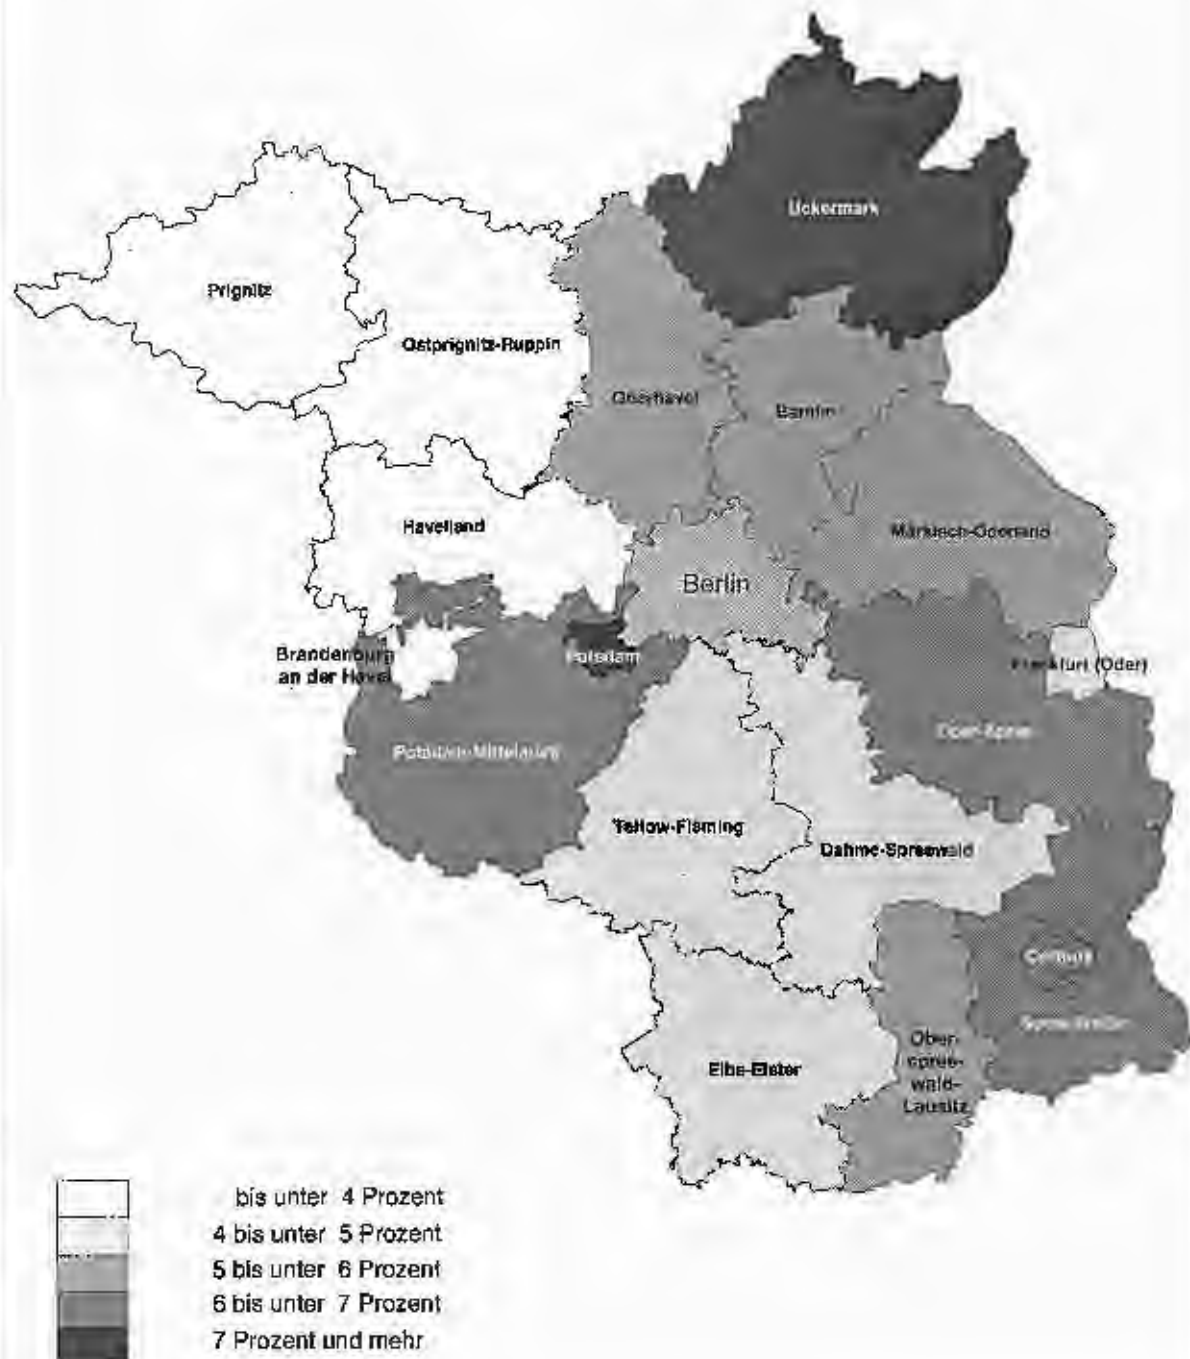 Uckermark
Prignitz
Ostprignitz-Ruppin
Oberhavel
Barnim
Havelland
Märkisch-Oderland
Berlin
Brandenburg
an der Havel
Potsdam
Frankfurt (Oder)
Potsdam-Mittelmark
Oder-Spree
Teltow-Fläming
Dahme-Spreewald
Cottbus
Spree-Neiße
Ober-
spree-
wald-
Lausitz
Elbe-Elster
bis unter 4 Prozent
4 bis unter 5 Prozent
5 bis unter 6 Prozent
6 bis unter 7 Prozent
7 Prozent und mehr